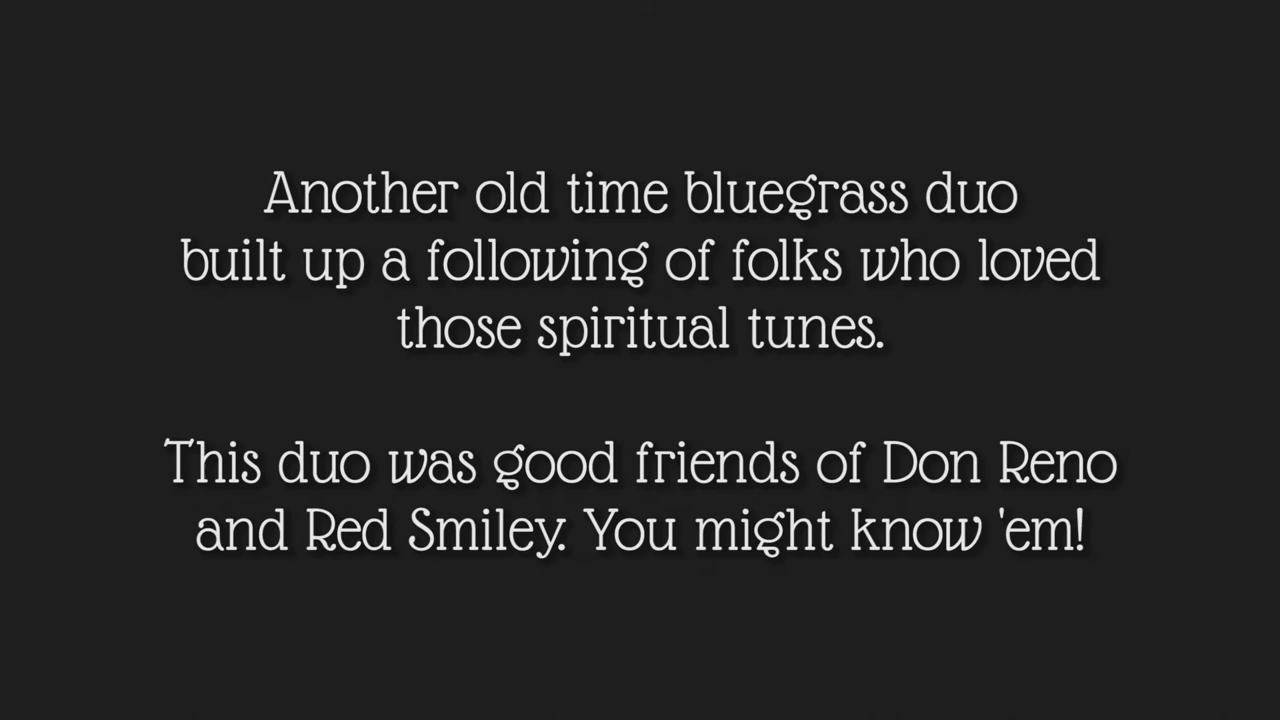 Another old time bluegrass duo
built up a following of folks who loved
those spiritual tunes.
This duo was good friends of Don Reno
and Red Smiley. You might know 'em!